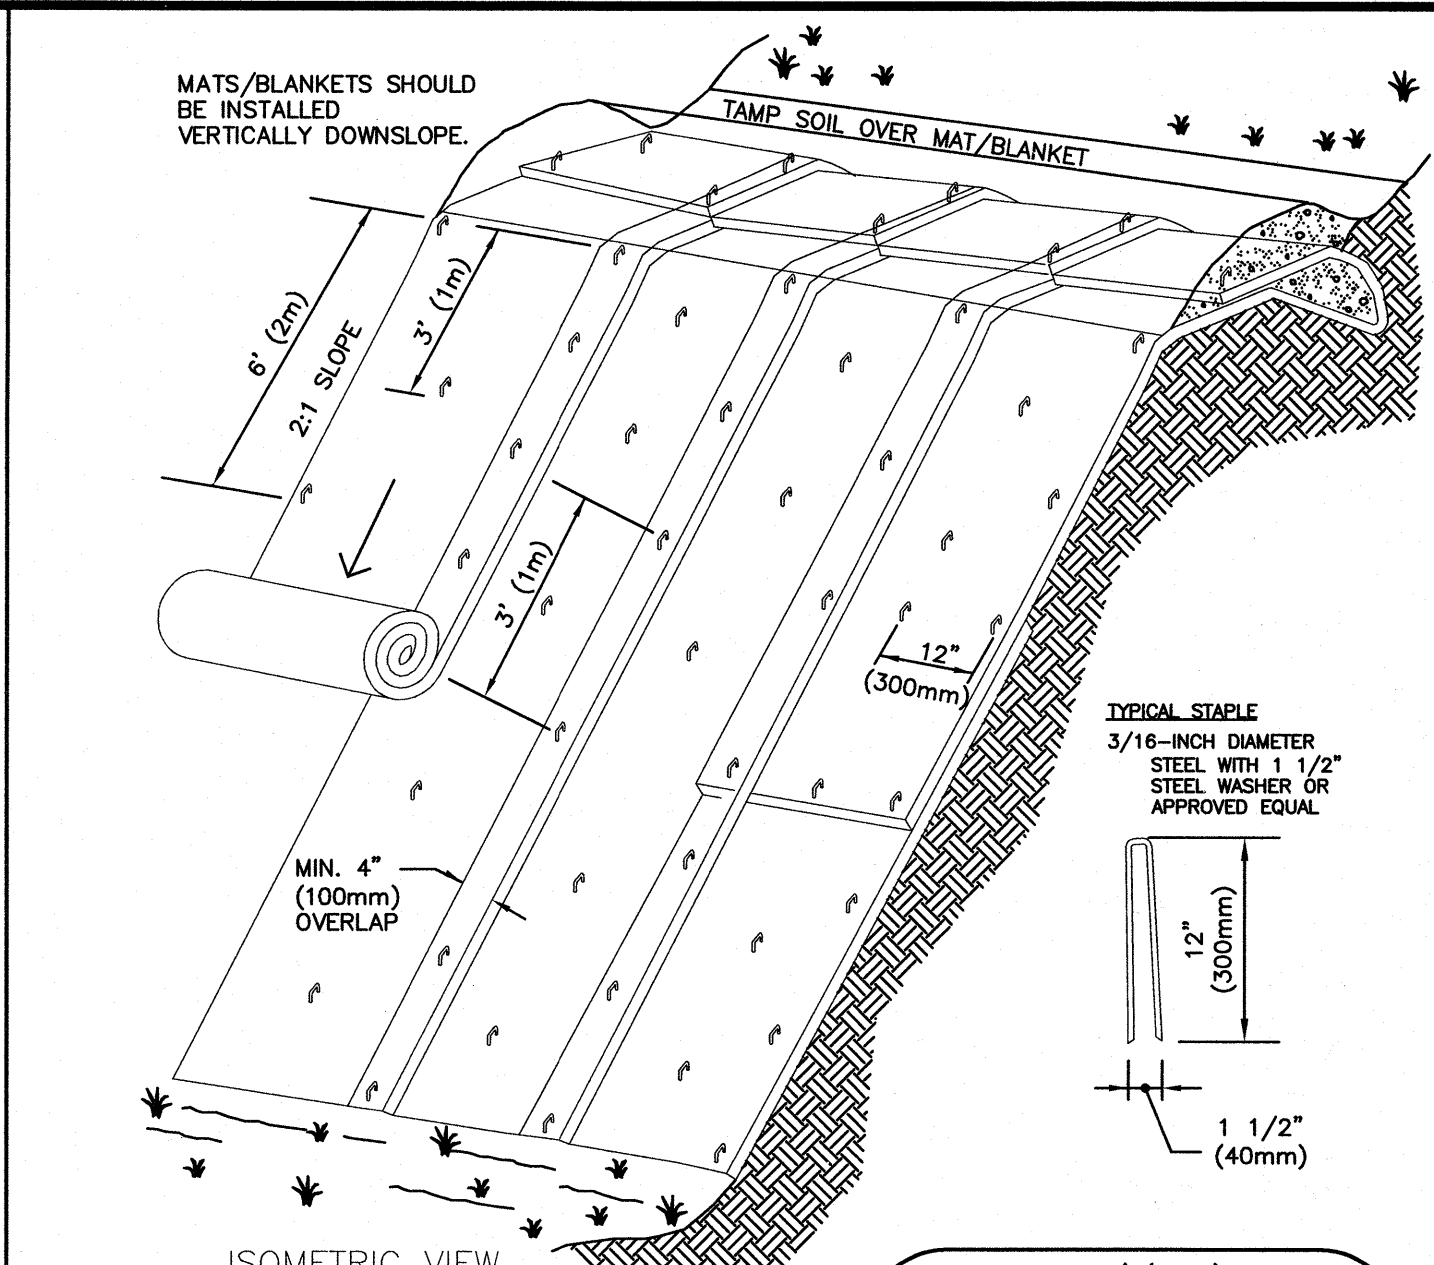 MATS/BLANKETS SHOULD
BE INSTALLED
VERTICALLY DOWNSLOPE.
TAMP SOIL OVER MAT/BLANKET
6' (2m)
2:1 SLOPE
3' (1m)
3' (1m)
12"
(300mm)
MIN. 4"
(100mm)
OVERLAP
TYPICAL STAPLE
3/16-INCH DIAMETER
STEEL WITH 1 1/2"
STEEL WASHER OR
APPROVED EQUAL
12"
(300mm)
1 1/2"
(40mm)
ISOMETRIC VIEW